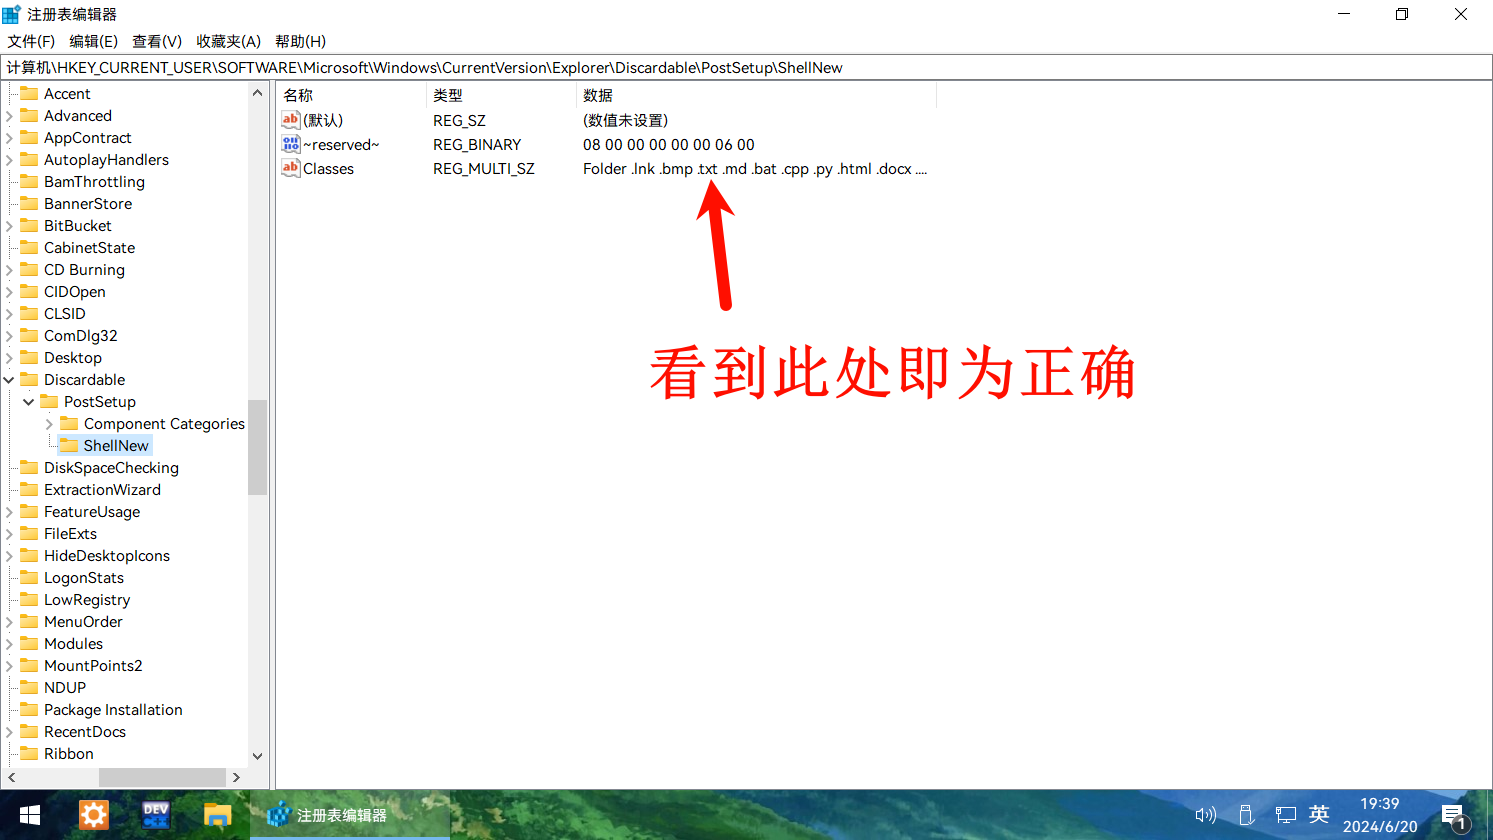 注册表编辑器
文件(F) 编辑(E) 查看(V) 收藏夹(A) 帮助(H)
计算机\HKEY_CURRENT_USER\SOFTWARE\Microsoft\Windows\CurrentVersion\Explorer\Discardable\PostSetup\ShellNew
Accent
Advanced
AppContract
AutoplayHandlers
BamThrottling
BannerStore
BitBucket
CabinetState
CD Burning
CIDOpen
CLSID
ComDlg32
Desktop
Discardable
PostSetup
Component Categories
ShellNew
DiskSpaceChecking
ExtractionWizard
FeatureUsage
FileExts
HideDesktopIcons
LogonStats
LowRegistry
MenuOrder
Modules
MountPoints2
NDUP
Package Installation
RecentDocs
Ribbon
名称 类型 数据
(默认) REG_SZ (数值未设置)
~reserved~ REG_BINARY 08 00 00 00 00 00 06 00
Classes REG_MULTI_SZ Folder .lnk .bmp .txt .md .bat .cpp .py .html .docx ....
看到此处即为正确
DEV
C++
注册表编辑器
英
19:39
2024/6/20
1